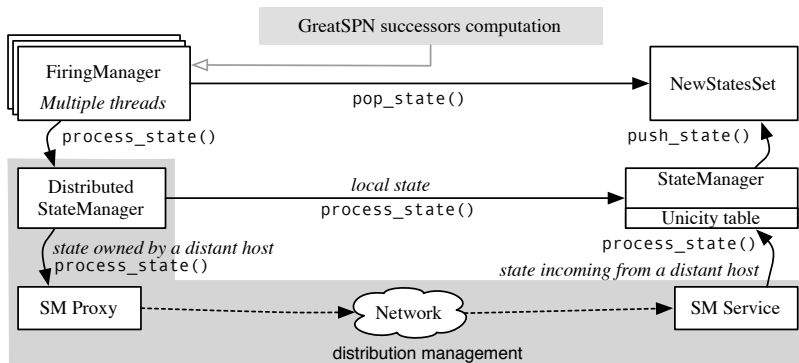 GreatSPN successors computation
FiringManager
Multiple threads
pop_state()
NewStatesSet
process_state()
push_state()
Distributed
StateManager
local state
process_state()
StateManager
Unicity table
state owned by a distant host
process_state()
process_state()
state incoming from a distant host
SM Proxy
Network
SM Service
distribution management